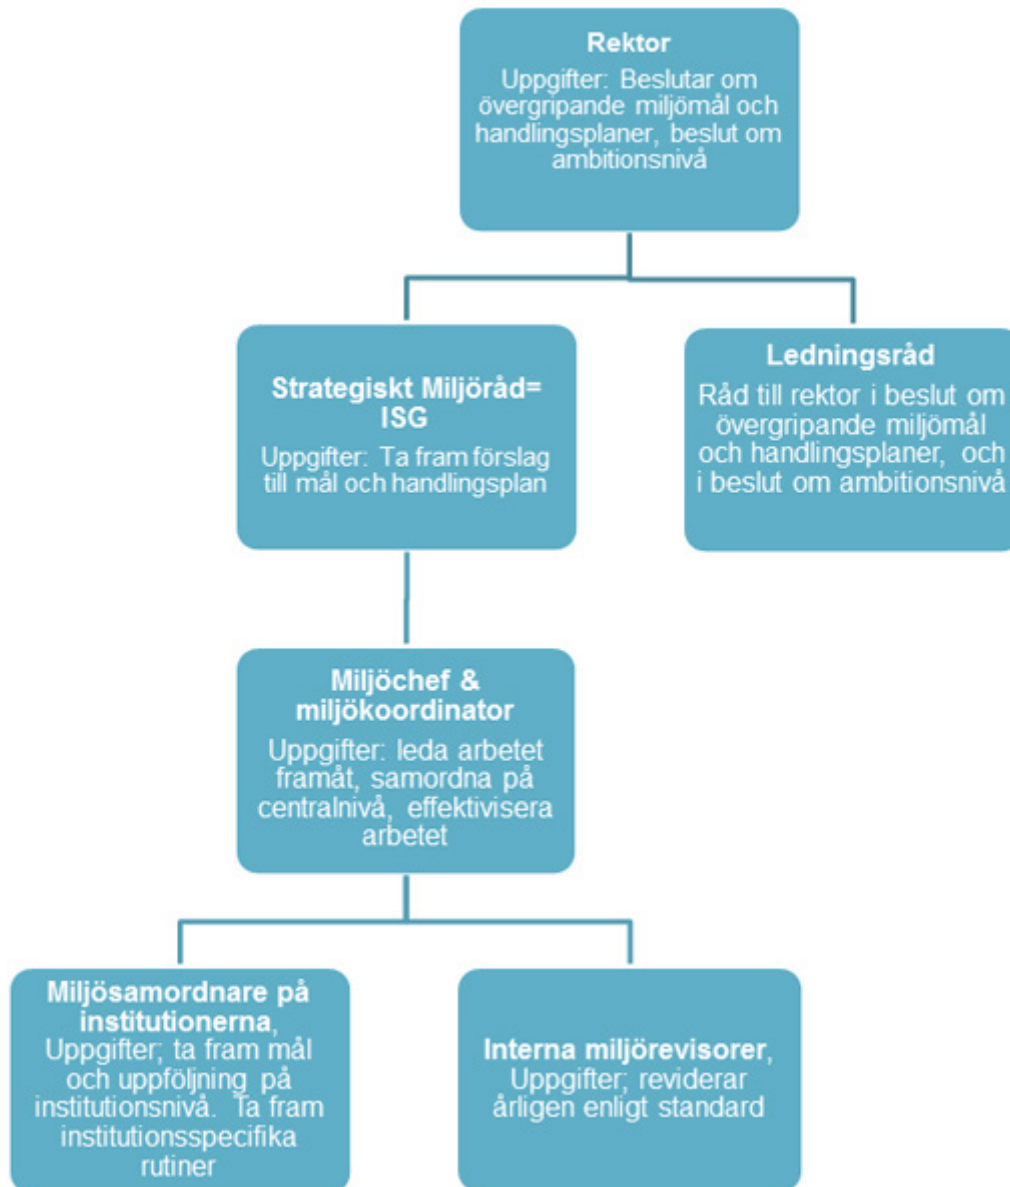 Rektor
Uppgifter: Beslutar om
övergripande miljömål och
handlingsplaner, beslut om
ambitionsnivå
Strategiskt Miljöråd=
ISG
Uppgifter: Ta fram förslag
till mål och handlingsplan
Ledningsråd
Råd till rektor i beslut om
övergripande miljömål
och handlingsplaner, och
i beslut om ambitionsnivå
Miljöchef &
miljökoordinator
Uppgifter: leda arbetet
framåt, samordna på
centralnivå, effektivisera
arbetet
Miljösamordnare på
institutionerna,
Uppgifter; ta fram mål
och uppföljning på
institutionsnivå. Ta fram
institutionsspecifika
rutiner
Interna miljörevisorer,
Uppgifter; reviderar
årligen enligt standard